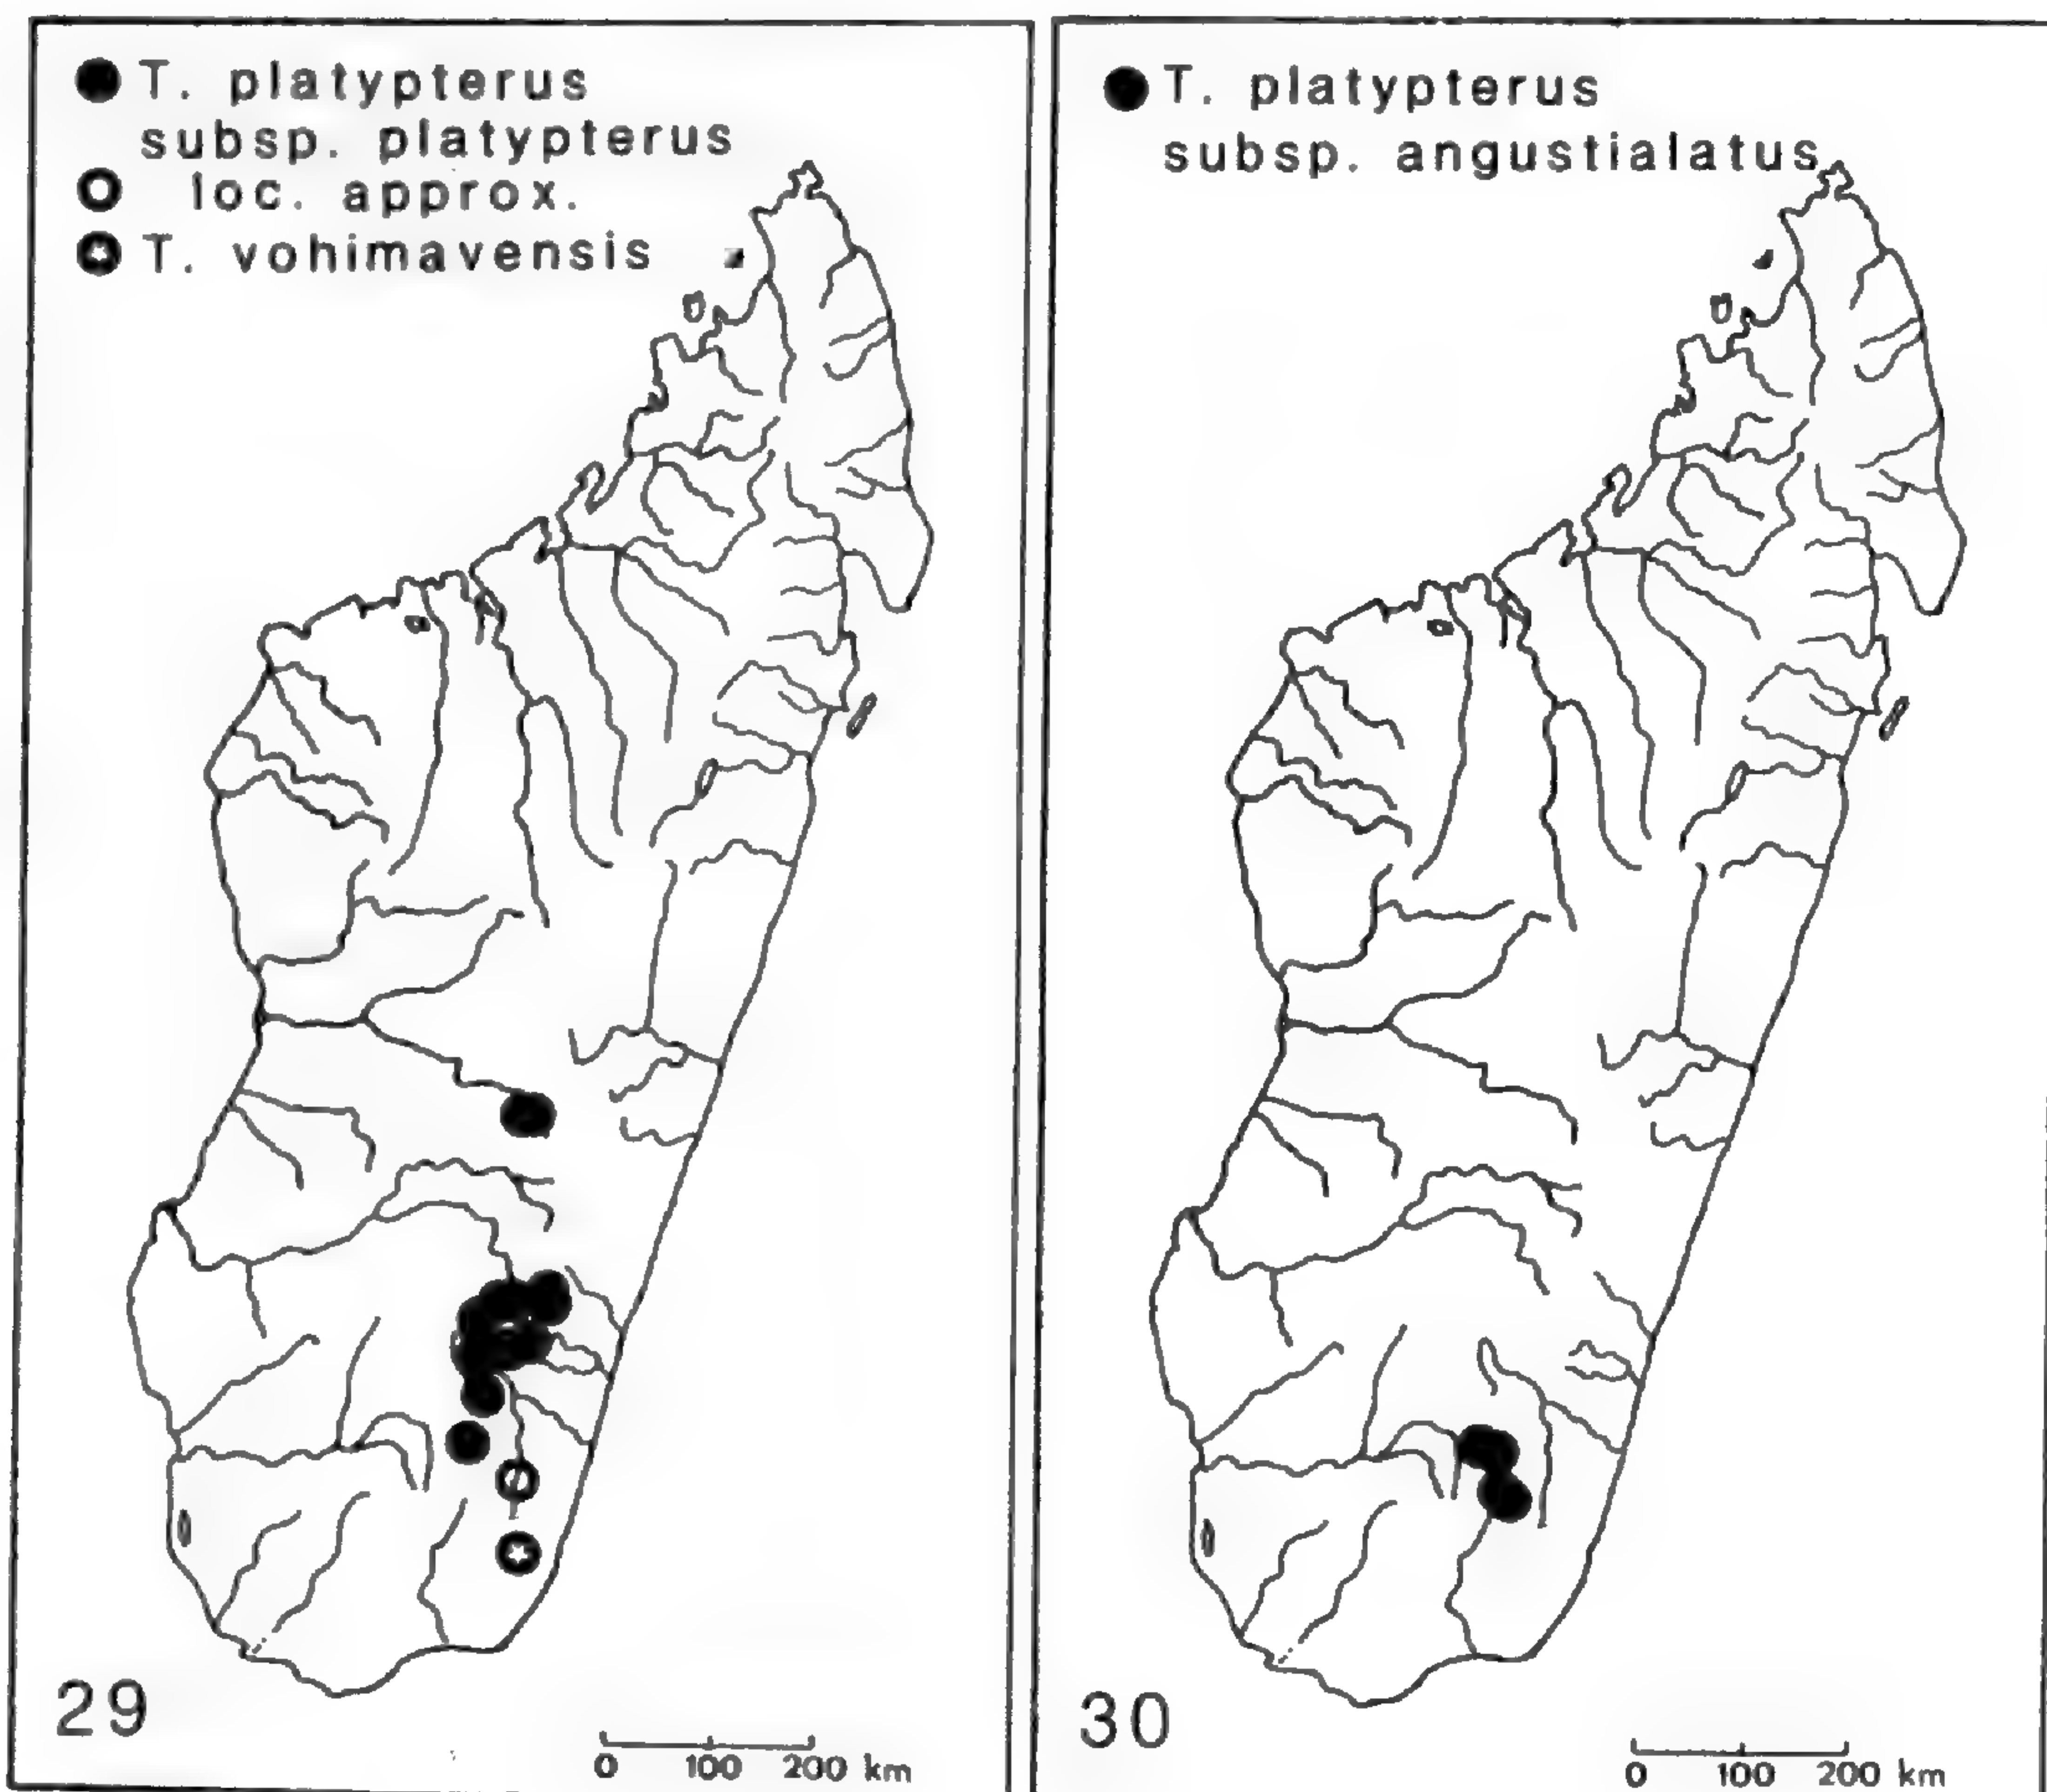 T. platypterus
subsp. platypterus
loc. approx.
T. vohimavensis
29
0 100 200 km
T. platypterus
subsp. angustialatus
30
0 100 200 km